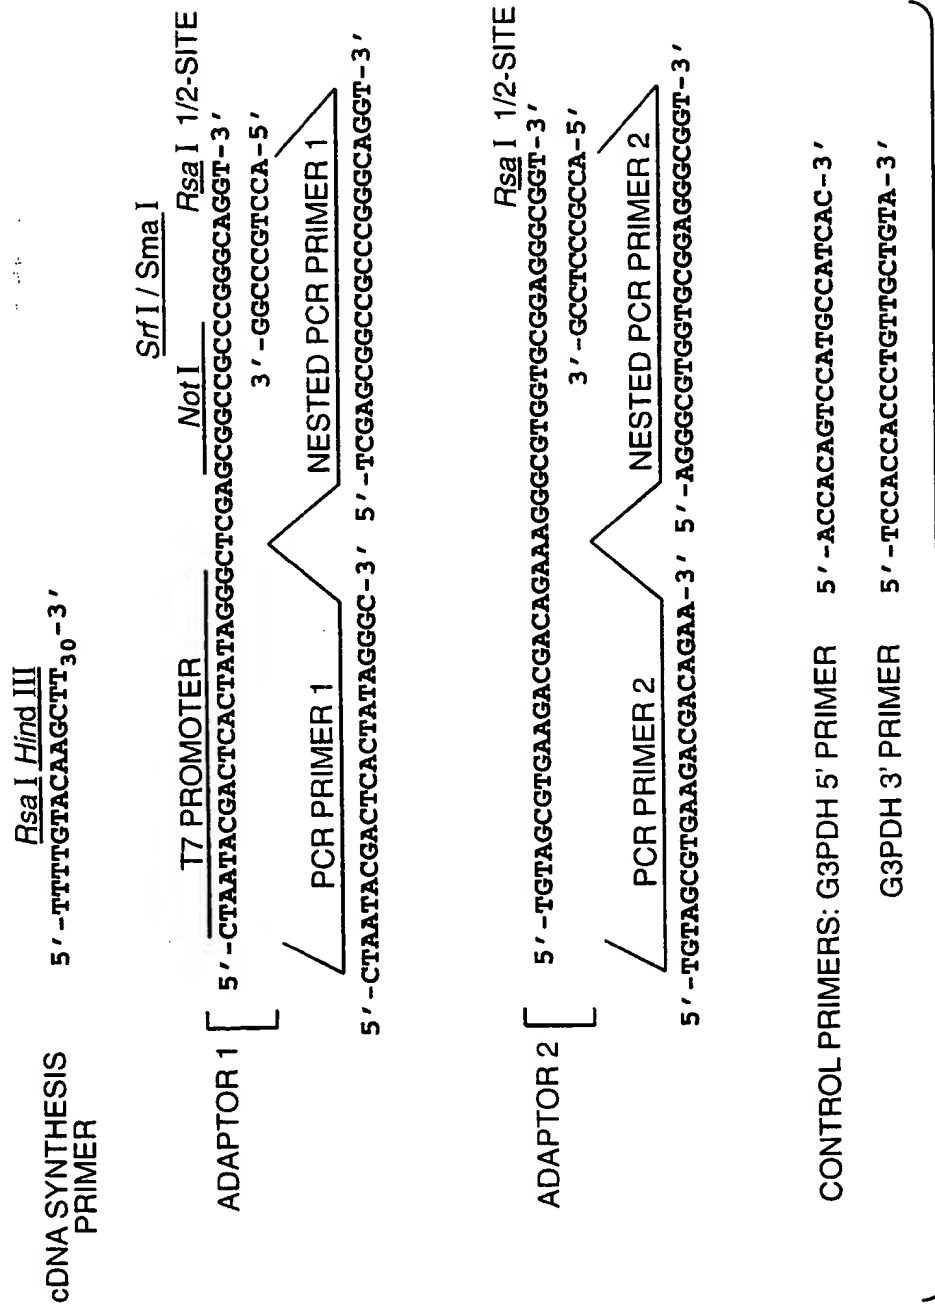 cDNA SYNTHESIS
PRIMER
Rsa I Hind III
5'-TTTTGTACAAGCTT30-3'
T7 PROMOTER
Not I
Srf I / Sma I
Rsa I 1/2-SITE
ADAPTOR 1
5'-CTAATACGACTCACTATAGGGCTCGAGCGGCCGCCCGGGCAGGT-3'
3'-GGCCCGTCCA-5'
PCR PRIMER 1
NESTED PCR PRIMER 1
5'-CTAATACGACTCACTATAGGGC-3' 5'-TCGAGCGGCCGCCCGGGCAGGT-3'
Rsa I 1/2-SITE
ADAPTOR 2
5'-TGTAGCGTGAAGACGACAGAAAGGGCGTGGTGCGGAGGGCGGT-3'
3'-GCCTCCCGCCA-5'
PCR PRIMER 2
NESTED PCR PRIMER 2
5'-TGTAGCGTGAAGACGACAGAA-3' 5'-AGGGCGTGGTGCGGAGGGCGGT-3'
CONTROL PRIMERS: G3PDH 5' PRIMER 5'-ACCACAGTCCATGCCATCAC-3'
G3PDH 3' PRIMER 5'-TCCACCACCCTGTTGCTGTA-3'